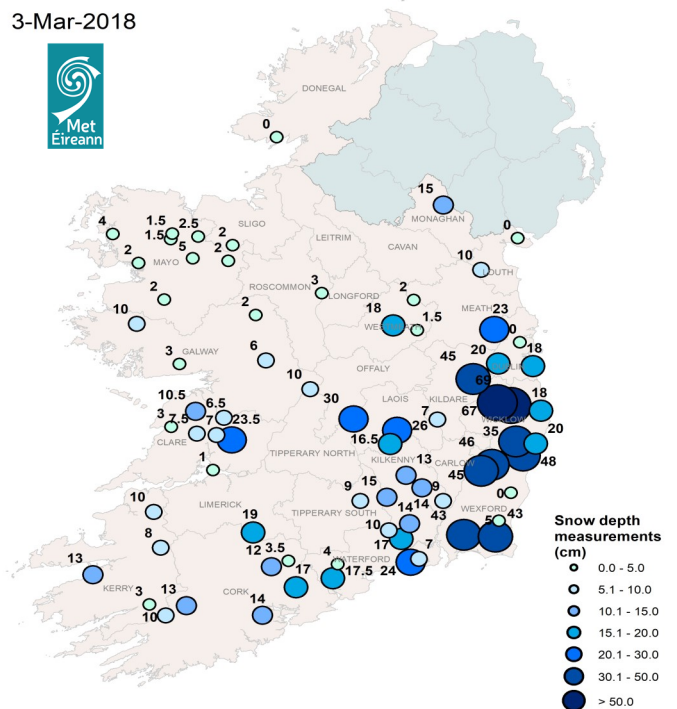 3-Mar-2018
Met
Éireann
DONEGAL
0
15
MONAGHAN
4
1.5
2.5
SLIGO
2
0
1.5
LEITRIM
CAVAN
2
5
2
10
MAYO
LOUTH
3
2
ROSCOMMON
LONGFORD
2
MEATH
2
18
23
10
WESTMEATH
1.5
0
3
GALWAY
6
45
20
18
DUBLIN
OFFALY
10
69
10.5
6.5
30
LAOIS
KILDARE
18
3
7.5
7
23.5
7
67
WICKLOW
CLARE
26
35
20
16.5
46
TIPPERARY NORTH
KILKENNY
13
CARLOW
48
1
45
15
9
0
10
LIMERICK
9
TIPPERARY SOUTH
WEXFORD
19
14
14
43
43
8
10
5
12
3.5
17
7
13
4
WATERFORD
17
17.5
24
KERRY
3
CORK
10
14
Snow depth
measurements
(cm)
0.0 - 5.0
5.1 - 10.0
10.1 - 15.0
15.1 - 20.0
20.1 - 30.0
30.1 - 50.0
> 50.0